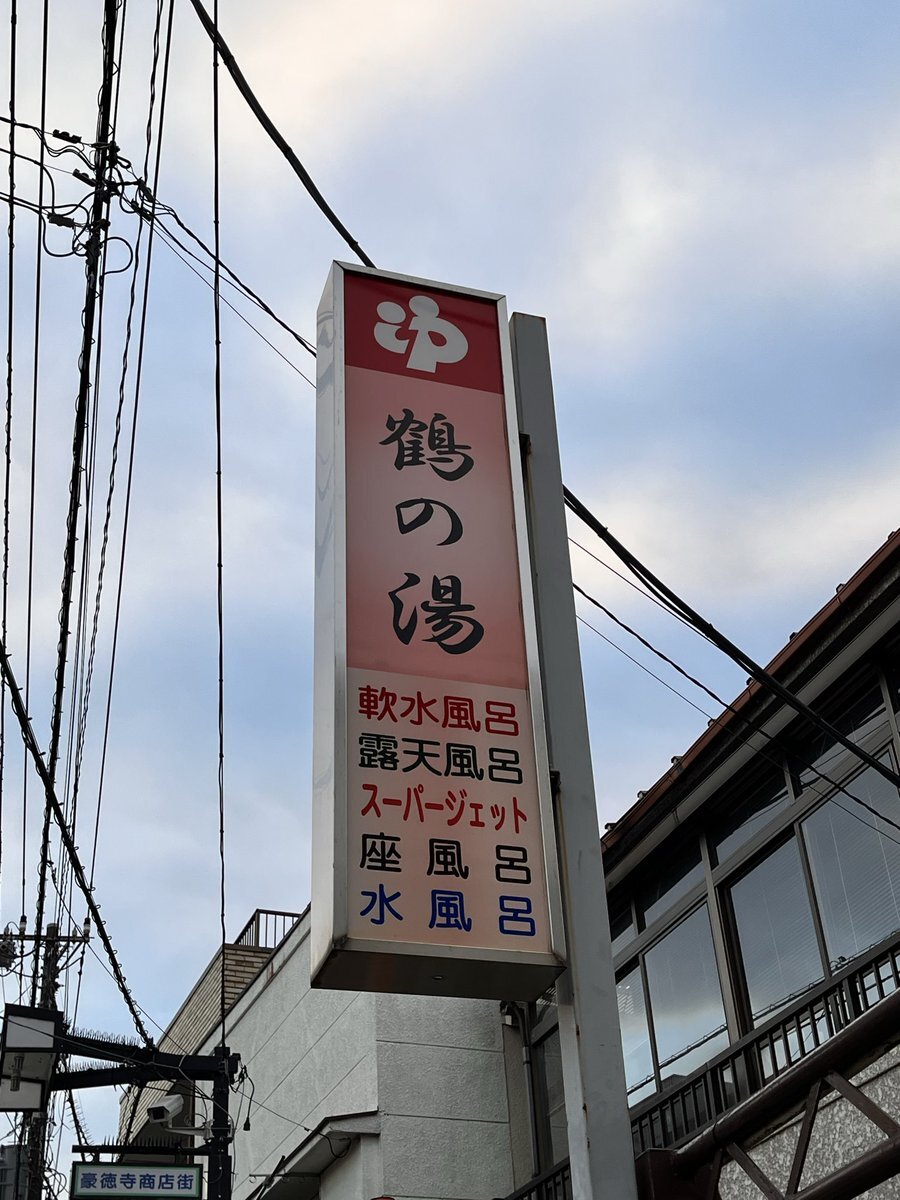 ゆ
鶴の湯
軟水風呂
露天風呂
スーパージェット
座風呂
水風呂
豪徳寺商店街